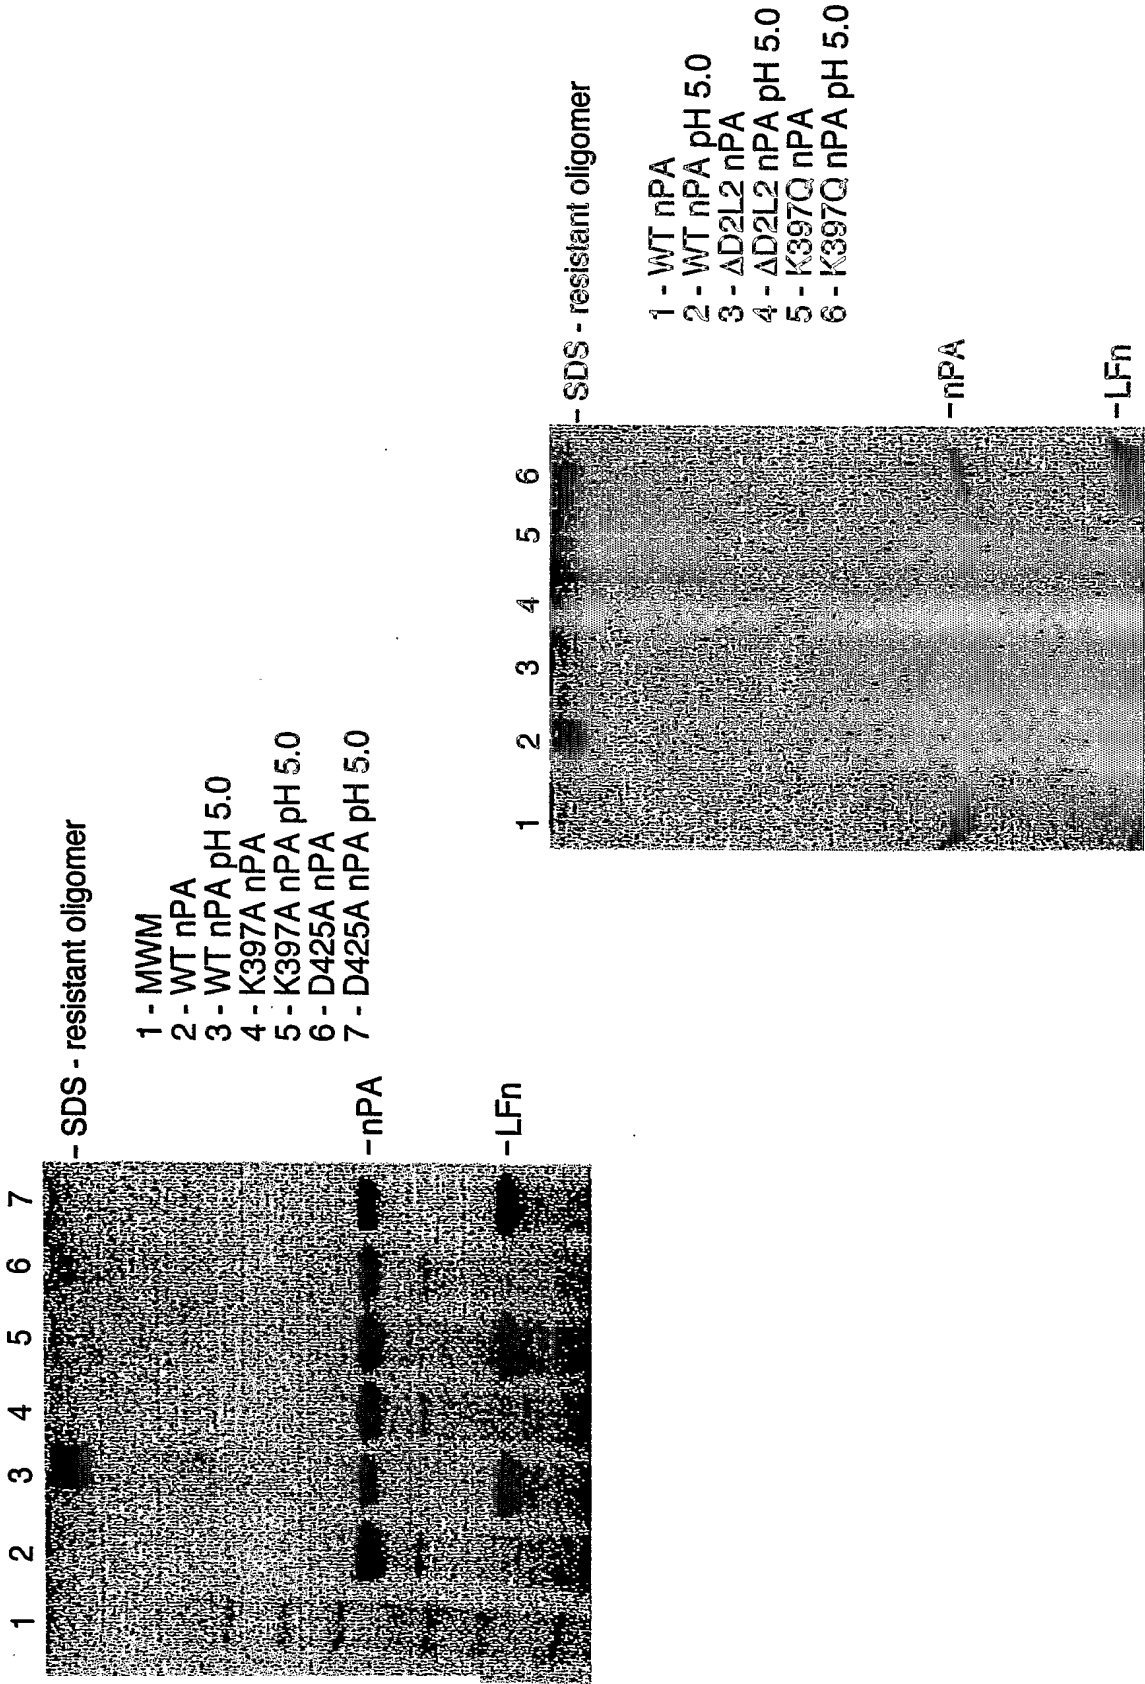 1 2 3 4 5 6 7
– SDS - resistant oligomer
1 - MWM
2 - WT nPA
3 - WT nPA pH 5.0
4 - K397A nPA
5 - K397A nPA pH 5.0
6 - D425A nPA
7 - D425A nPA pH 5.0
–nPA
–LFn
1 2 3 4 5 6
– SDS - resistant oligomer
1 - WT nPA
2 - WT nPA pH 5.0
3 - ΔD2L2 nPA
4 - ΔD2L2 nPA pH 5.0
5 - K397Q nPA
6 - K397Q nPA pH 5.0
–nPA
–LFn